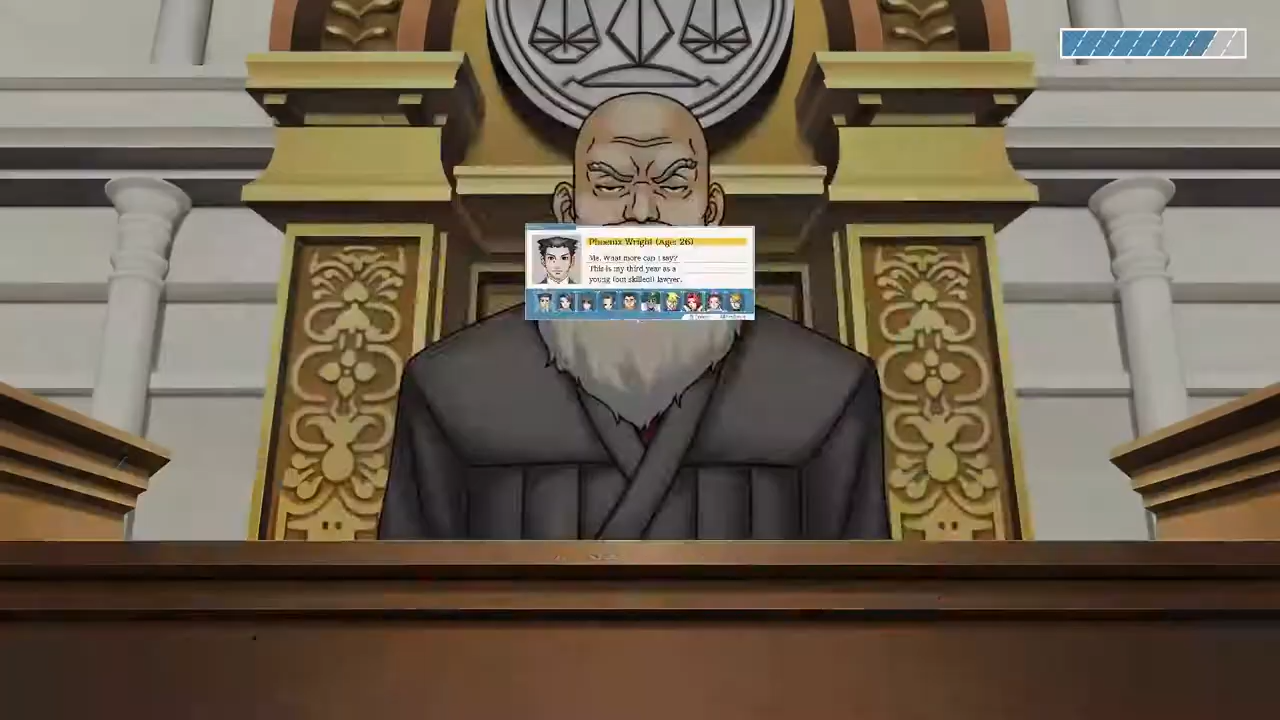 Phoenix Wright (Age: 26)
Me. What more can I say?
This is my third year as a
young (but skilled!) lawyer.